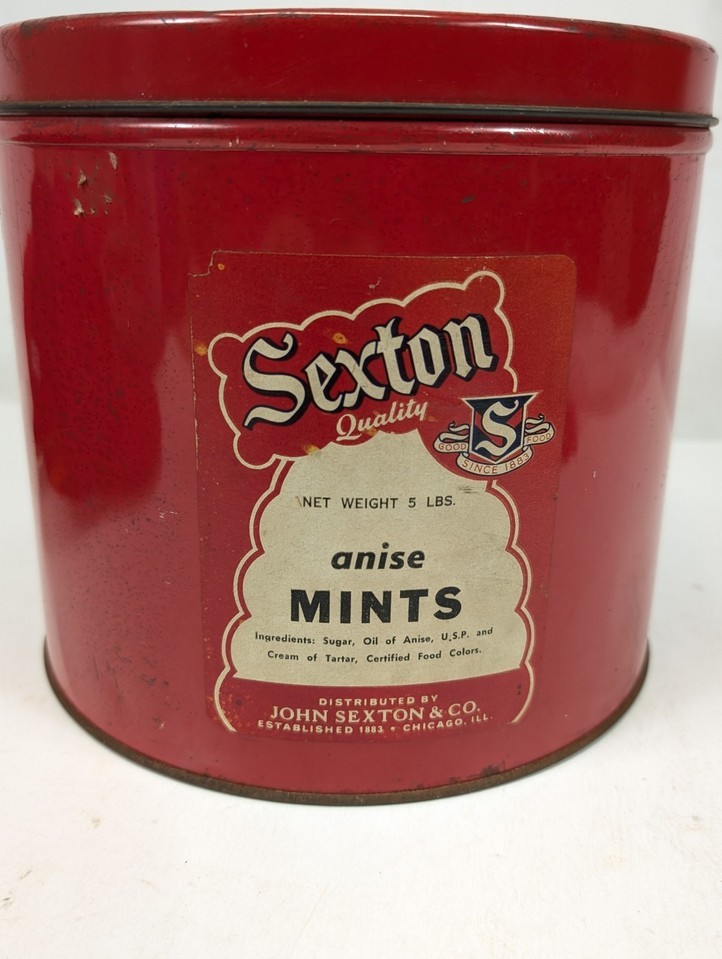 Sexton
Quality
S
GOOD FOOD
SINCE 1883
NET WEIGHT 5 LBS.
anise
MINTS
Ingredients: Sugar, Oil of Anise, U.S.P. and
Cream of Tartar, Certified Food Colors.
DISTRIBUTED BY
JOHN SEXTON & CO.
ESTABLISHED 1883 • CHICAGO, ILL.